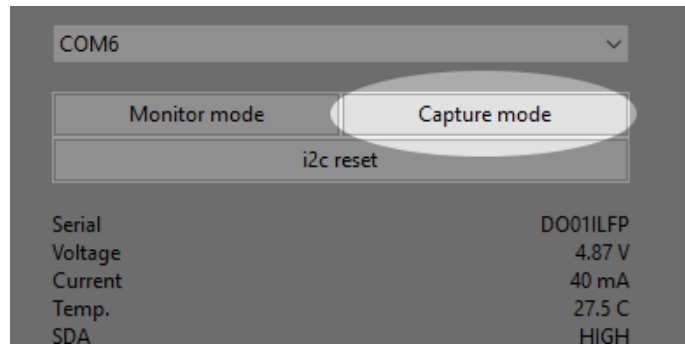 COM6
Monitor mode Capture mode
i2c reset
Serial DO01ILFP
Voltage 4.87 V
Current 40 mA
Temp. 27.5 C
SDA HIGH